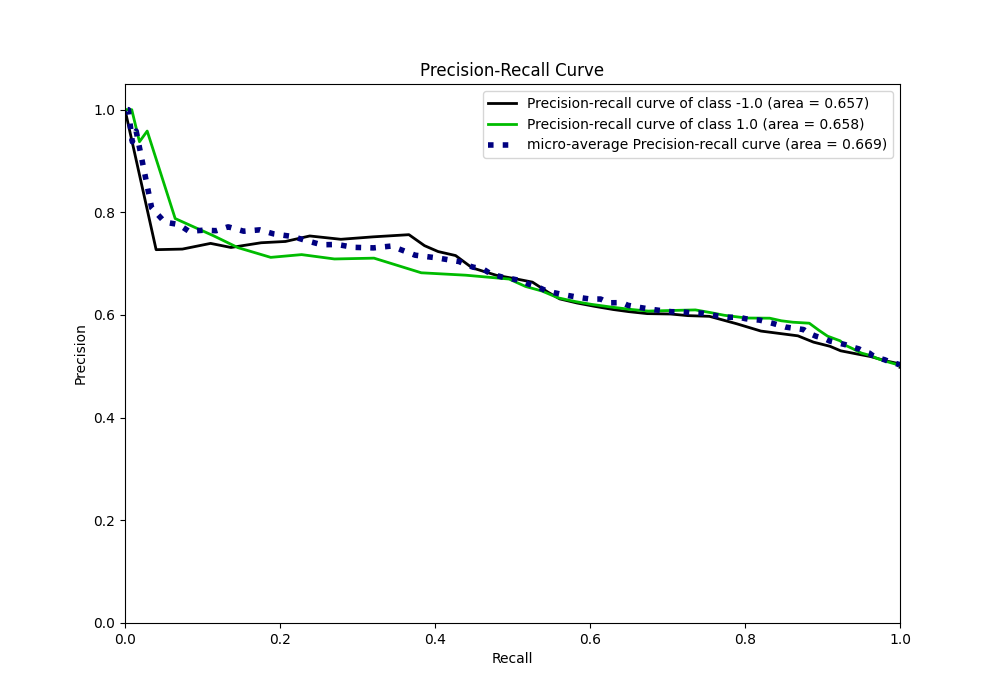 Precision-Recall Curve
Precision-recall curve of class -1.0 (area = 0.657)
Precision-recall curve of class 1.0 (area = 0.658)
micro-average Precision-recall curve (area = 0.669)
1.0
0.8
0.6
0.4
0.2
0.0
Precision
0.0 0.2 0.4 0.6 0.8 1.0
Recall